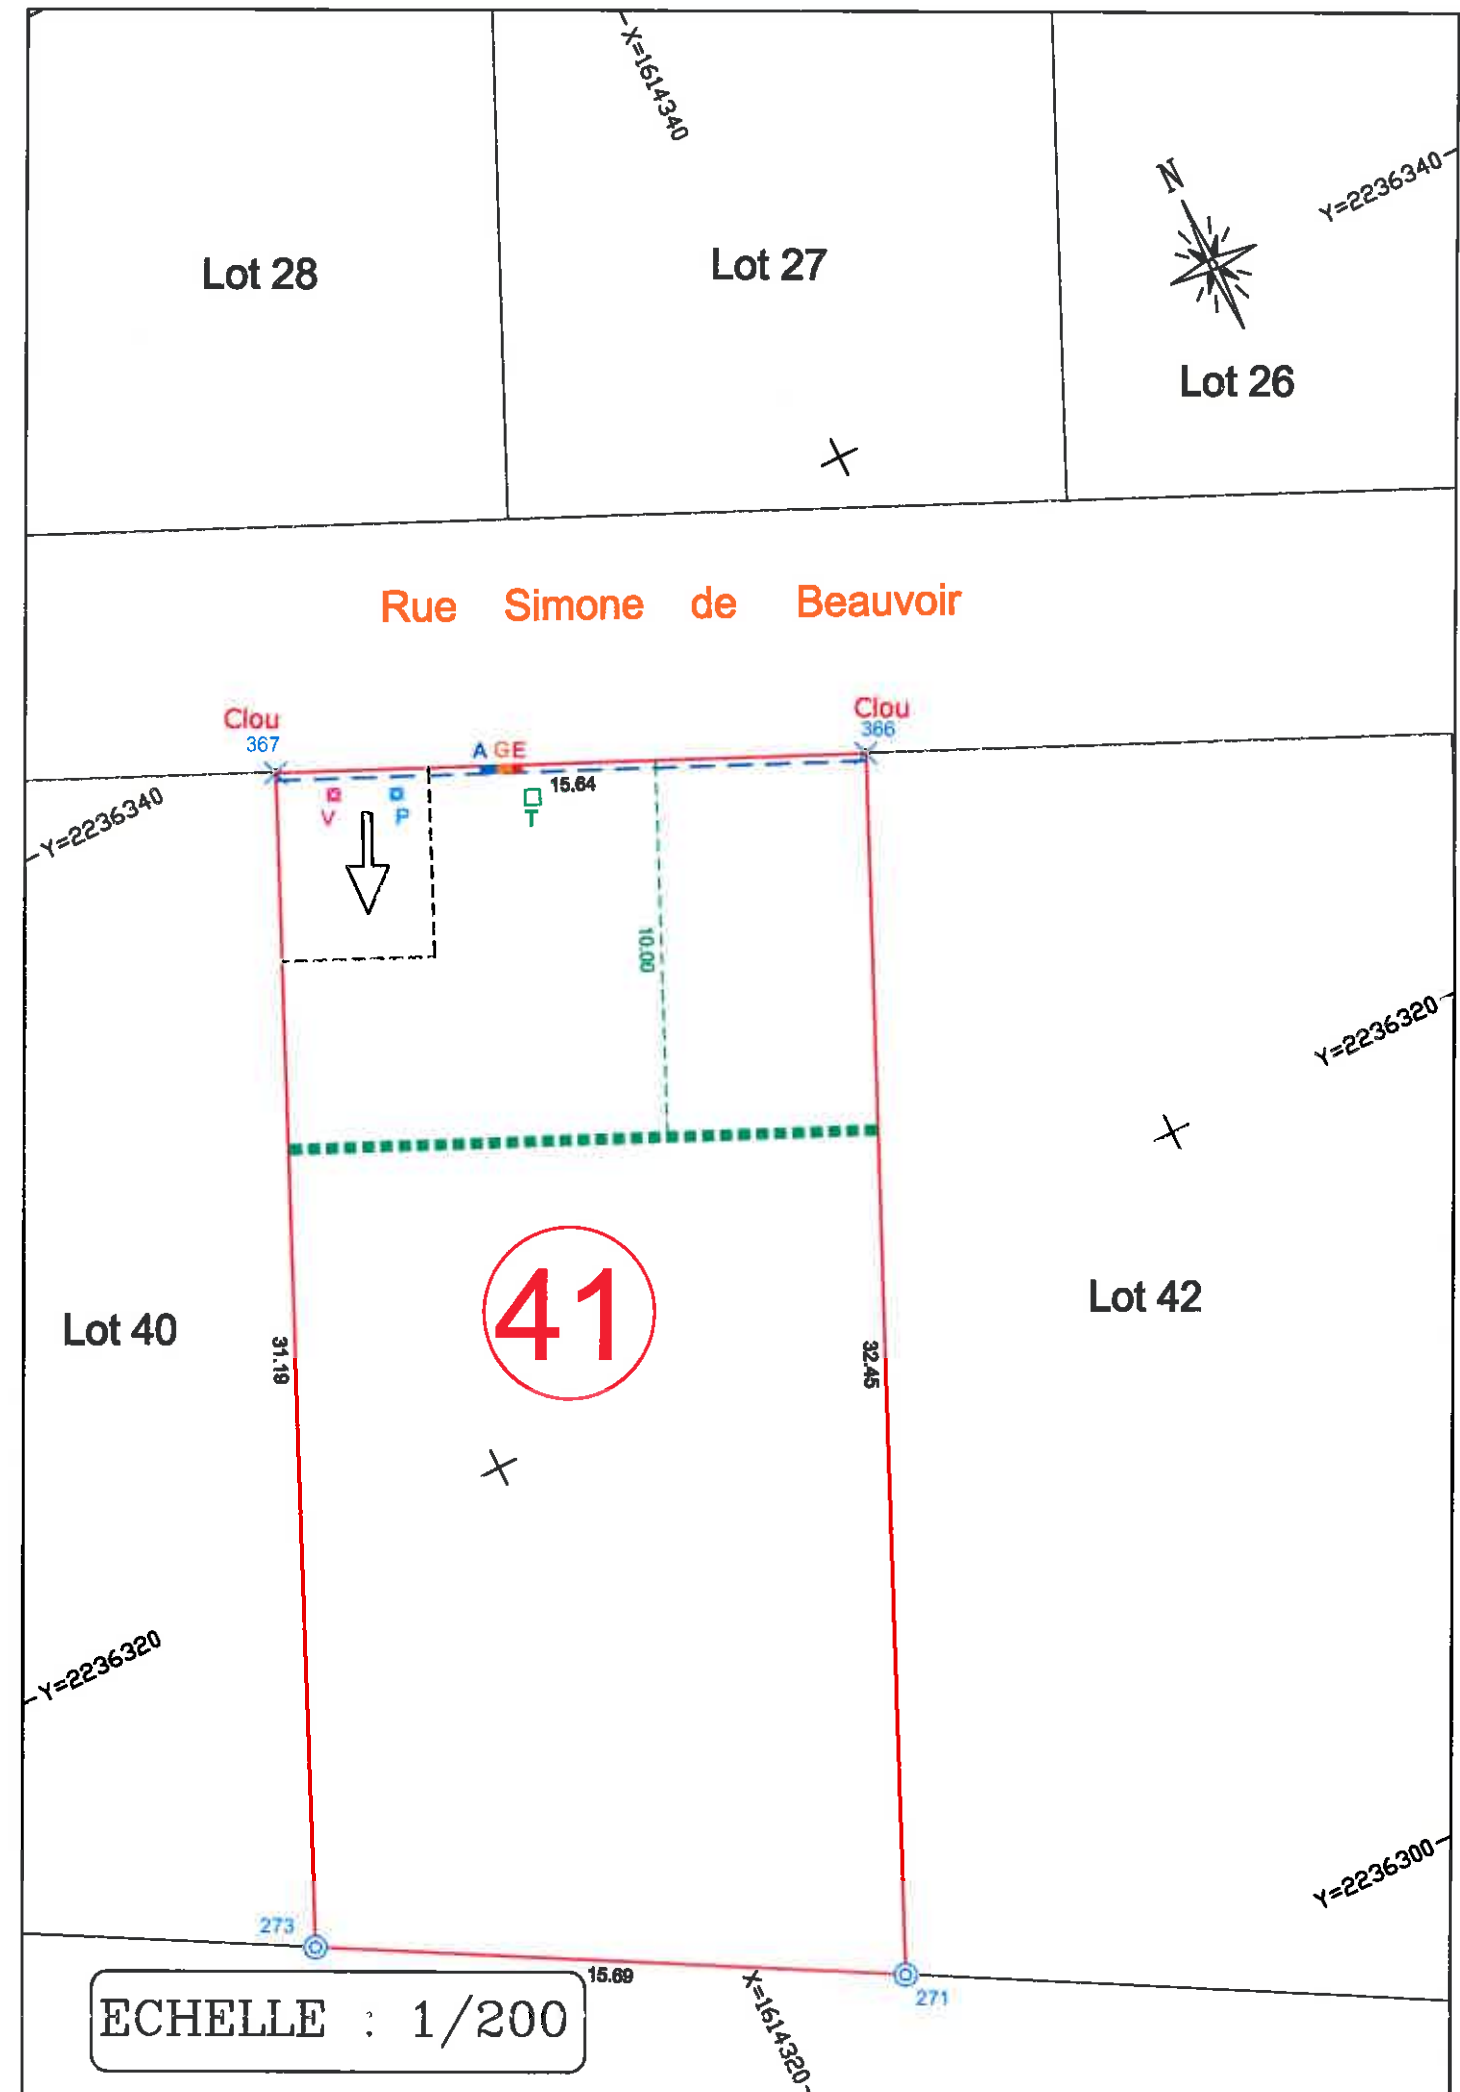 X=1614340
N
Y=2236340
Lot 28
Lot 27
Lot 26
Rue Simone de Beauvoir
Clou
367
Clou
366
A G E
15.64
V
P
T
Y=2236340
10.00
Y=2236320
41
Lot 40
Lot 42
31.19
32.45
Y=2236320
Y=2236300
273
15.69
271
X=1614320
ECHELLE : 1/200